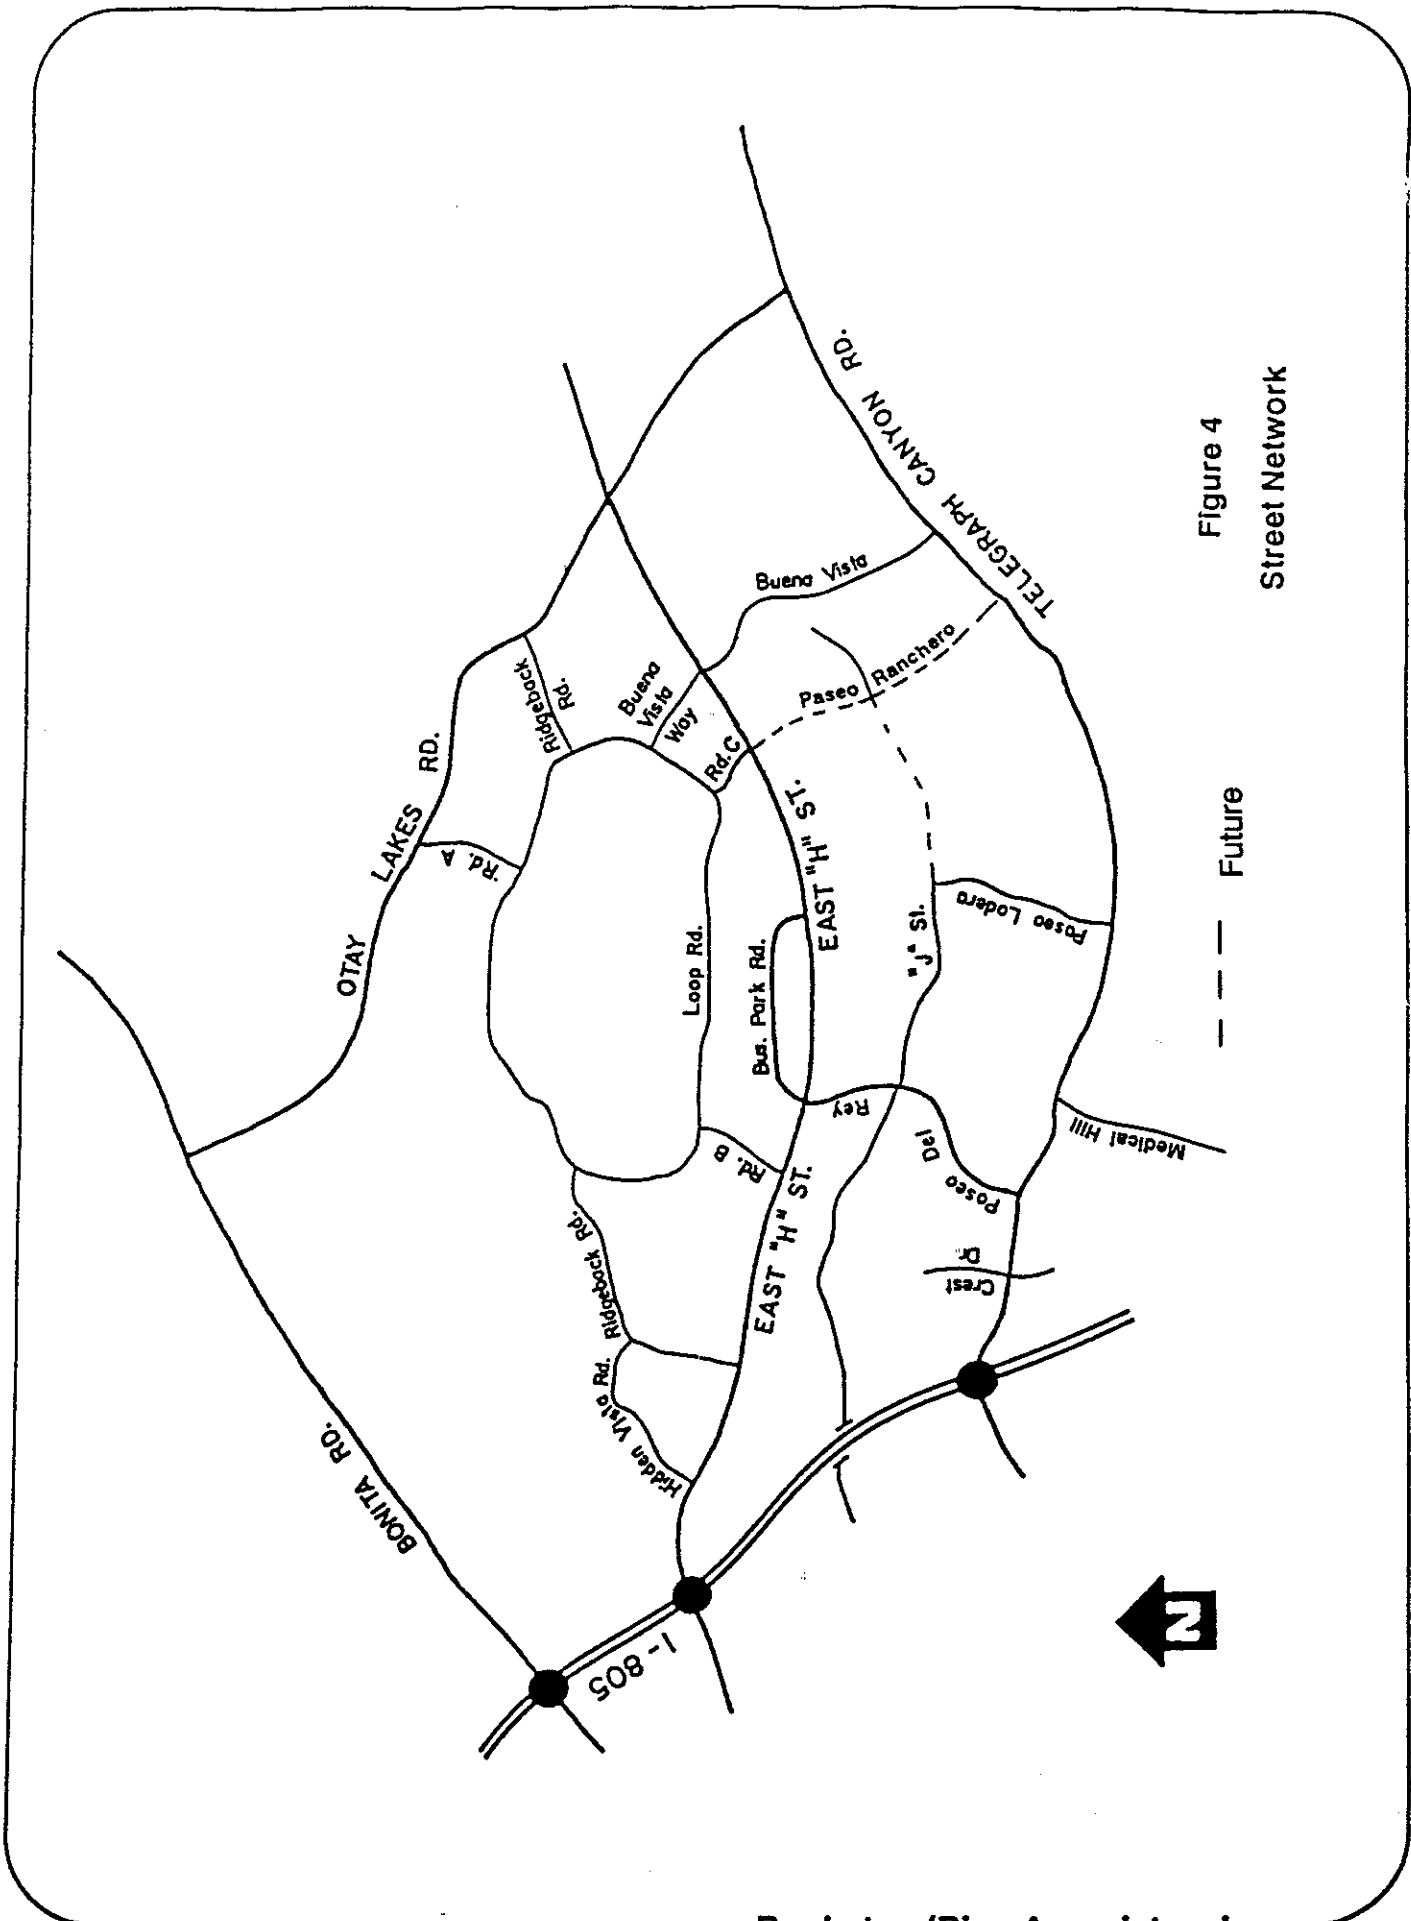 BONITA RD.
OTAY LAKES RD.
I-805
Hidden Vista Rd.
Ridgeback Rd.
Rd. A
Ridgeback
Rd.
Loop Rd.
Rd. B
Buena
Vista
Way
Rd. C
Bus. Park Rd.
EAST "H" ST.
EAST "H" ST.
"J" St.
Buena Vista
Paseo Ranchero
Paseo Ladera
Paseo Del Rey
Medical Hill
Crest
Dr.
TELEGRAPH CANYON RD.
N
Future
Figure 4
Street Network